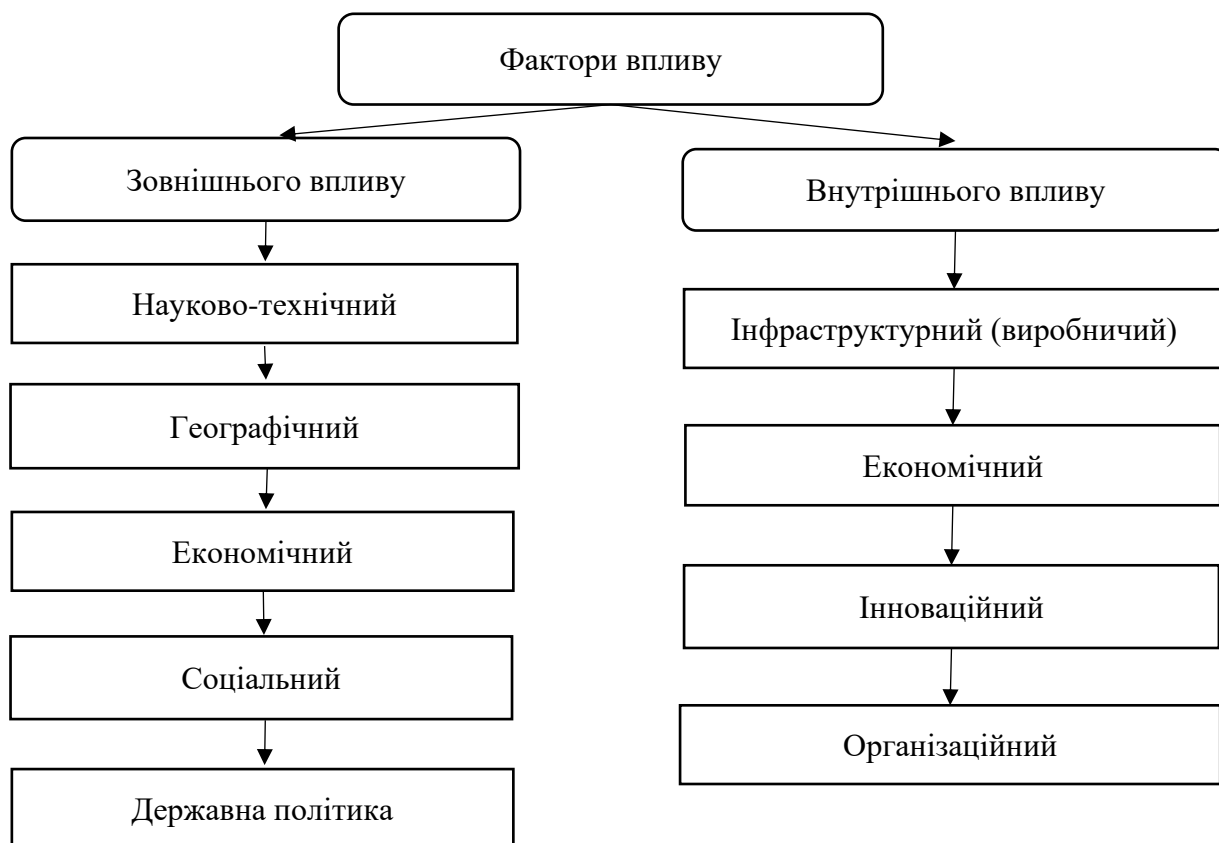 Фактори впливу
Зовнішнього впливу
Науково-технічний
Географічний
Економічний
Соціальний
Державна політика
Внутрішнього впливу
Інфраструктурний (виробничий)
Економічний
Інноваційний
Організаційний